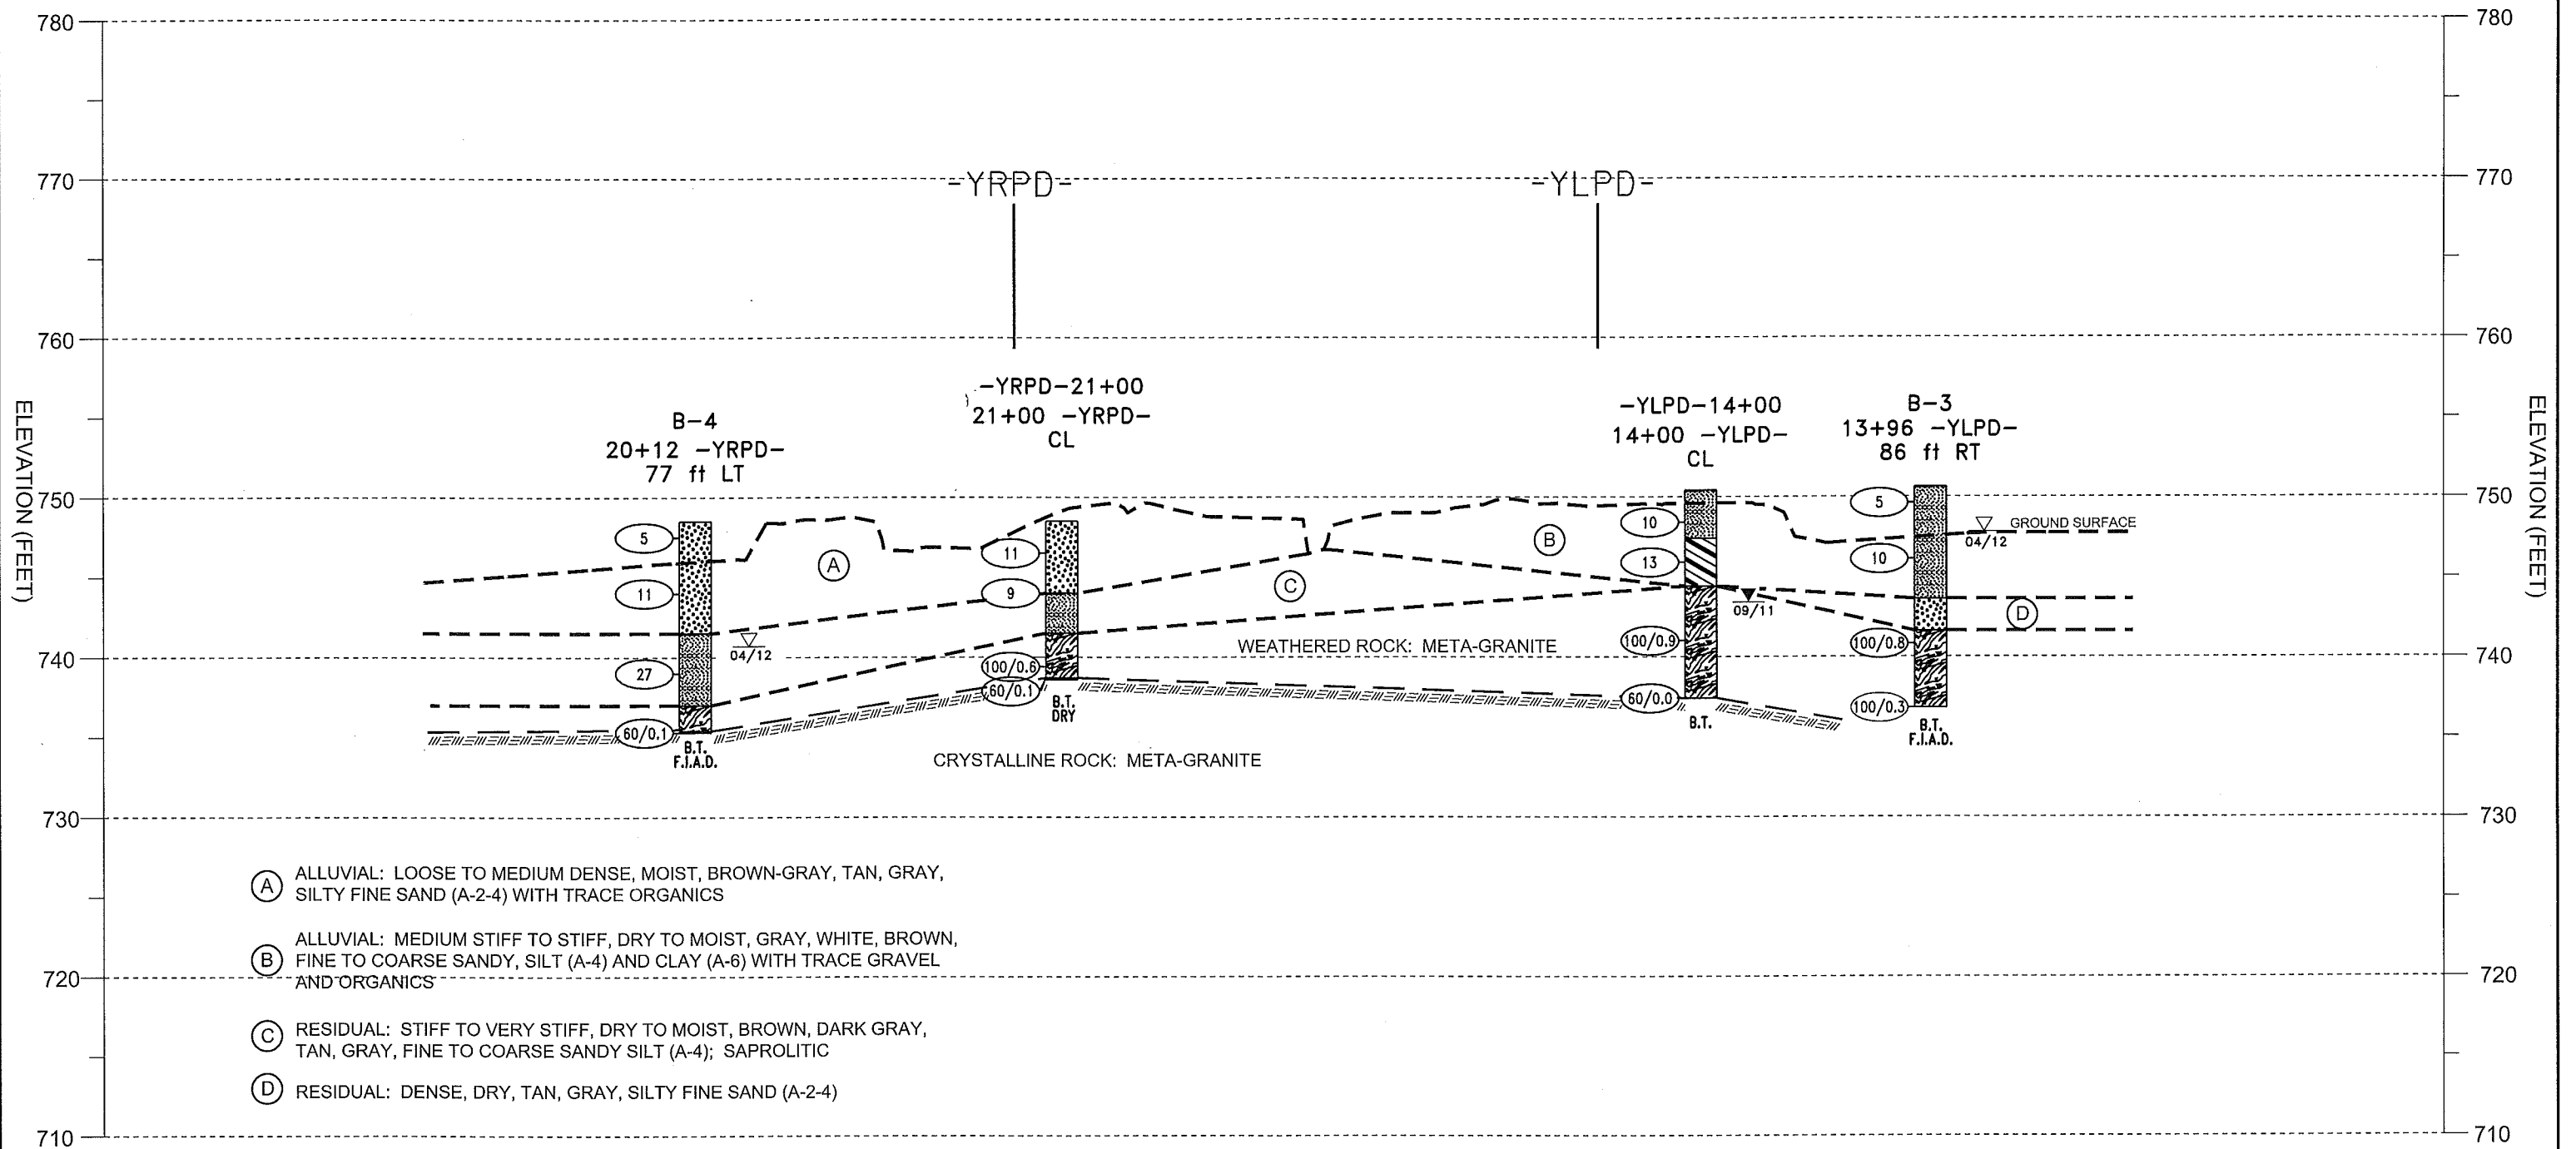 780
780
770
-YRPD-
-YLPD-
770
760
760
-YRPD-21+00
21+00 -YRPD-
CL
-YLPD-14+00
14+00 -YLPD-
CL
B-3
13+96 -YLPD-
86 ft RT
B-4
20+12 -YRPD-
77 ft LT
ELEVATION (FEET)
ELEVATION (FEET)
750
750
5
11
27
60/0.1
B.T.
F.I.A.D.
A
04/12
11
9
100/0.6
60/0.1
B.T.
DRY
C
B
10
13
100/0.9
60/0.0
B.T.
09/11
5
10
100/0.8
100/0.3
B.T.
F.I.A.D.
GROUND SURFACE
04/12
D
740
WEATHERED ROCK: META-GRANITE
740
CRYSTALLINE ROCK: META-GRANITE
730
730
A ALLUVIAL: LOOSE TO MEDIUM DENSE, MOIST, BROWN-GRAY, TAN, GRAY,
SILTY FINE SAND (A-2-4) WITH TRACE ORGANICS
B ALLUVIAL: MEDIUM STIFF TO STIFF, DRY TO MOIST, GRAY, WHITE, BROWN,
FINE TO COARSE SANDY, SILT (A-4) AND CLAY (A-6) WITH TRACE GRAVEL
AND ORGANICS
720
720
C RESIDUAL: STIFF TO VERY STIFF, DRY TO MOIST, BROWN, DARK GRAY,
TAN, GRAY, FINE TO COARSE SANDY SILT (A-4); SAPROLITIC
D RESIDUAL: DENSE, DRY, TAN, GRAY, SILTY FINE SAND (A-2-4)
710
710